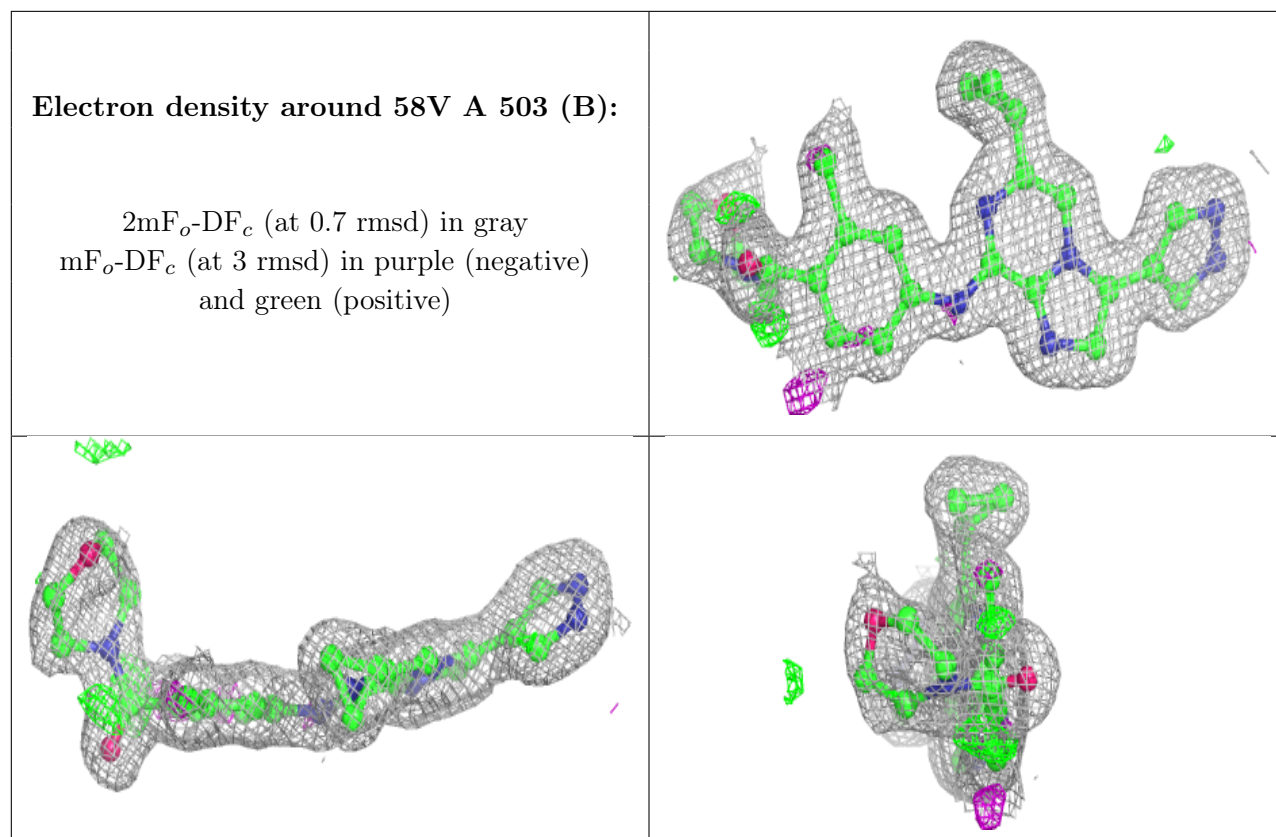 Electron density around 58V A 503 (B):
2mFₒ-DF𝒸 (at 0.7 rmsd) in gray
mFₒ-DF𝒸 (at 3 rmsd) in purple (negative)
and green (positive)